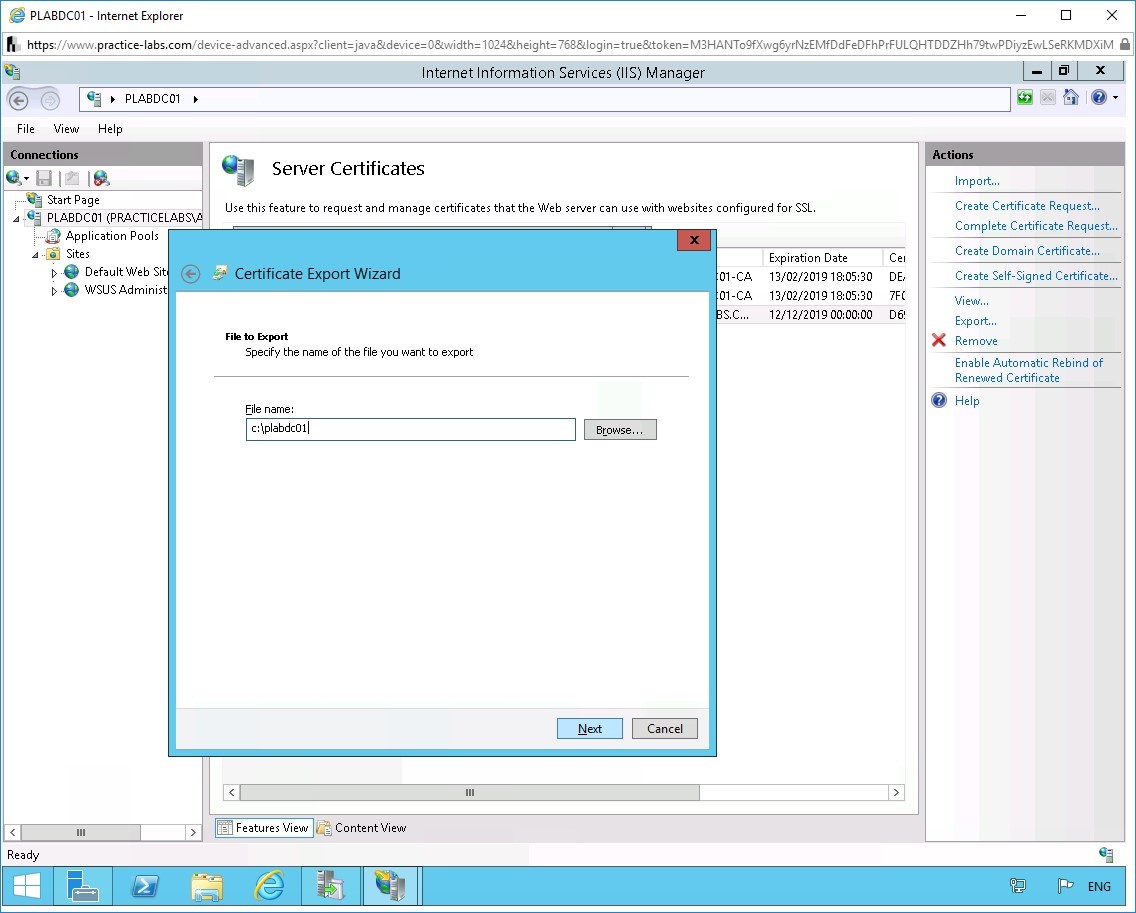 PLABDC01 - Internet Explorer
https://www.practice-labs.com/device-advanced.aspx?client=java&device=0&width=1024&height=768&login=true&token=M3HANTo9fXwg6yrNzEMfDdFeDFhPrFULQHTDDZHh79twPDiyzEwLSeRKMDXiM
Internet Information Services (IIS) Manager
PLABDC01
File View Help
Connections
Start Page
PLABDC01 (PRACTICELABS\A
Application Pools
Sites
Default Web Site
WSUS Administ
Server Certificates
Use this feature to request and manage certificates that the Web server can use with websites configured for SSL.
Expiration Date Cer
C01-CA 13/02/2019 18:05:30 DEA
C01-CA 13/02/2019 18:05:30 7F0
BS.C... 12/12/2019 00:00:00 D69
Certificate Export Wizard
File to Export
Specify the name of the file you want to export
File name:
c:\plabdc01
Browse...
Next Cancel
Features View Content View
Actions
Import...
Create Certificate Request...
Complete Certificate Request...
Create Domain Certificate...
Create Self-Signed Certificate...
View...
Export...
Remove
Enable Automatic Rebind of
Renewed Certificate
Help
Ready
ENG